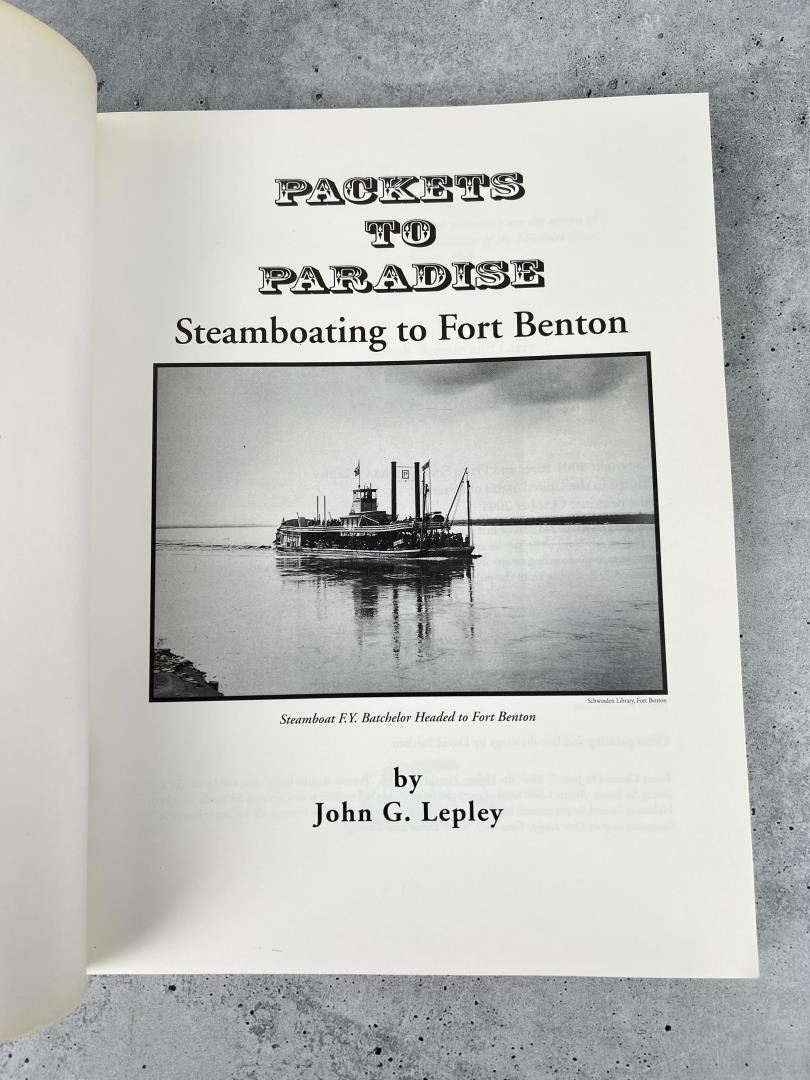 PACKETS
TO
PARADISE
Steamboating to Fort Benton
Schwinden Library, Fort Benton
Steamboat F.Y. Batchelor Headed to Fort Benton
by
John G. Lepley